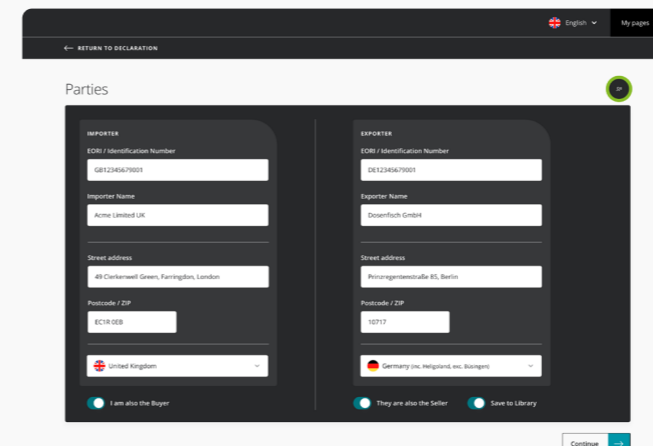 English
My pages
RETURN TO DECLARATION
Parties
IMPORTER
EORI / Identification Number
GB12345679001
Importer Name
Acme Limited UK
Street address
49 Clerkenwell Green, Farringdon, London
Postcode / ZIP
EC1R 0EB
United Kingdom
I am also the Buyer
EXPORTER
EORI / Identification Number
DE12345679001
Exporter Name
Dosenfisch GmbH
Street address
Prinzregentenstraße 85, Berlin
Postcode / ZIP
10717
Germany (inc. Heligoland, exc. Büsingen)
They are also the Seller
Save to Library
Continue